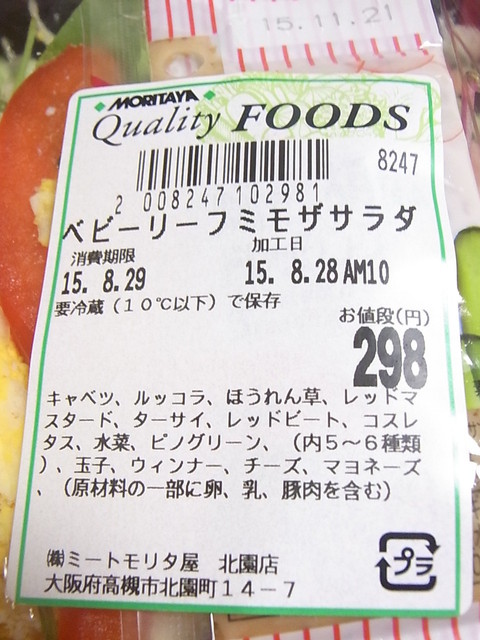 15.11.21
MORITAYA
Quality FOODS
8247
2 008247 102981
ベビーリーフミモザサラダ
消費期限 加工日
15. 8.29 15. 8.28 AM10
要冷蔵(10℃以下)で保存
お値段(円)
298
キャベツ、ルッコラ、ほうれん草、レッドマ
スタード、ターサイ、レッドビート、コスレ
タス、水菜、ピノグリーン、(内5~6種類
)、玉子、ウィンナー、チーズ、マヨネーズ
、(原材料の一部に卵、乳、豚肉を含む)
プラ
㈱ミートモリタ屋 北園店
大阪府高槻市北園町14-7